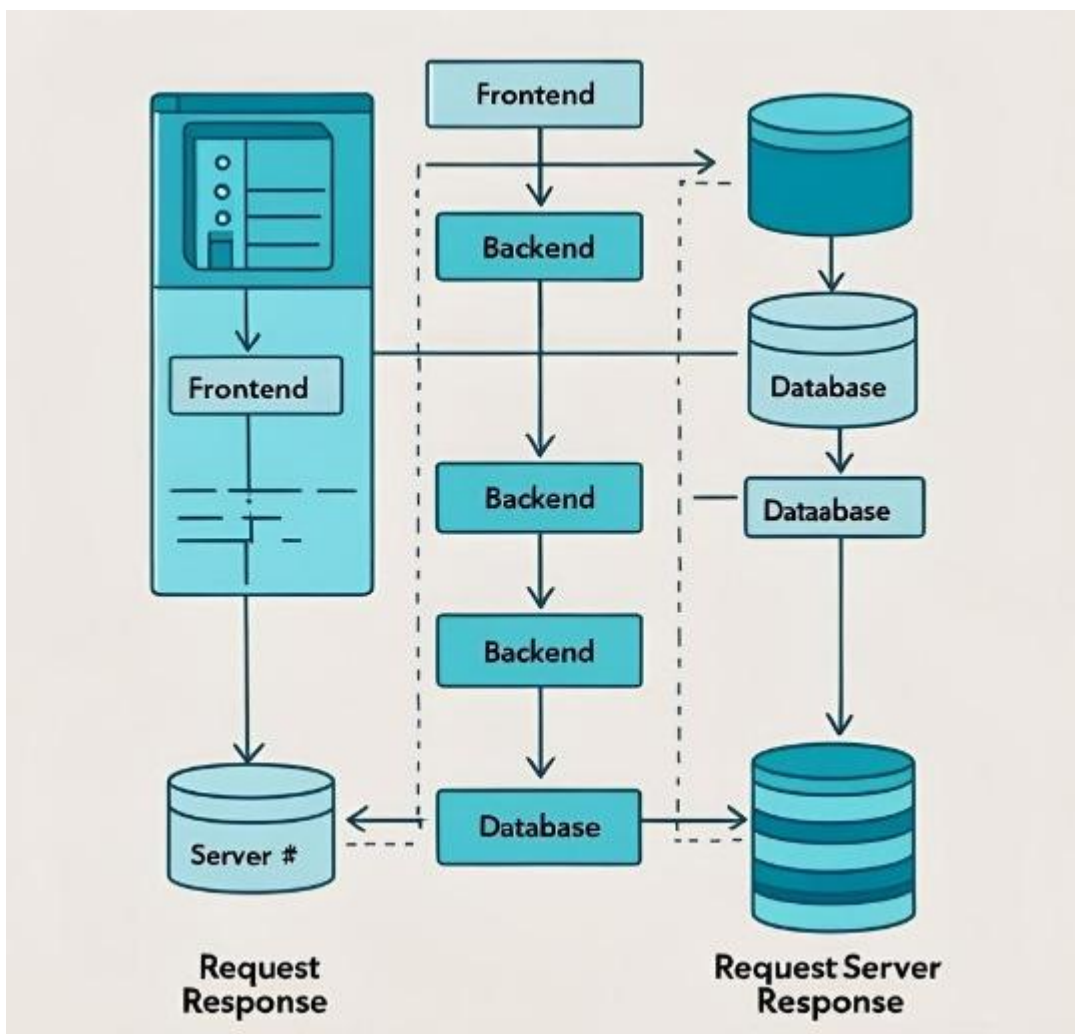 Frontend
Backend
Frontend
Database
Backend
Dataabase
Backend
Database
Server #
Request
Response
Request Server
Response